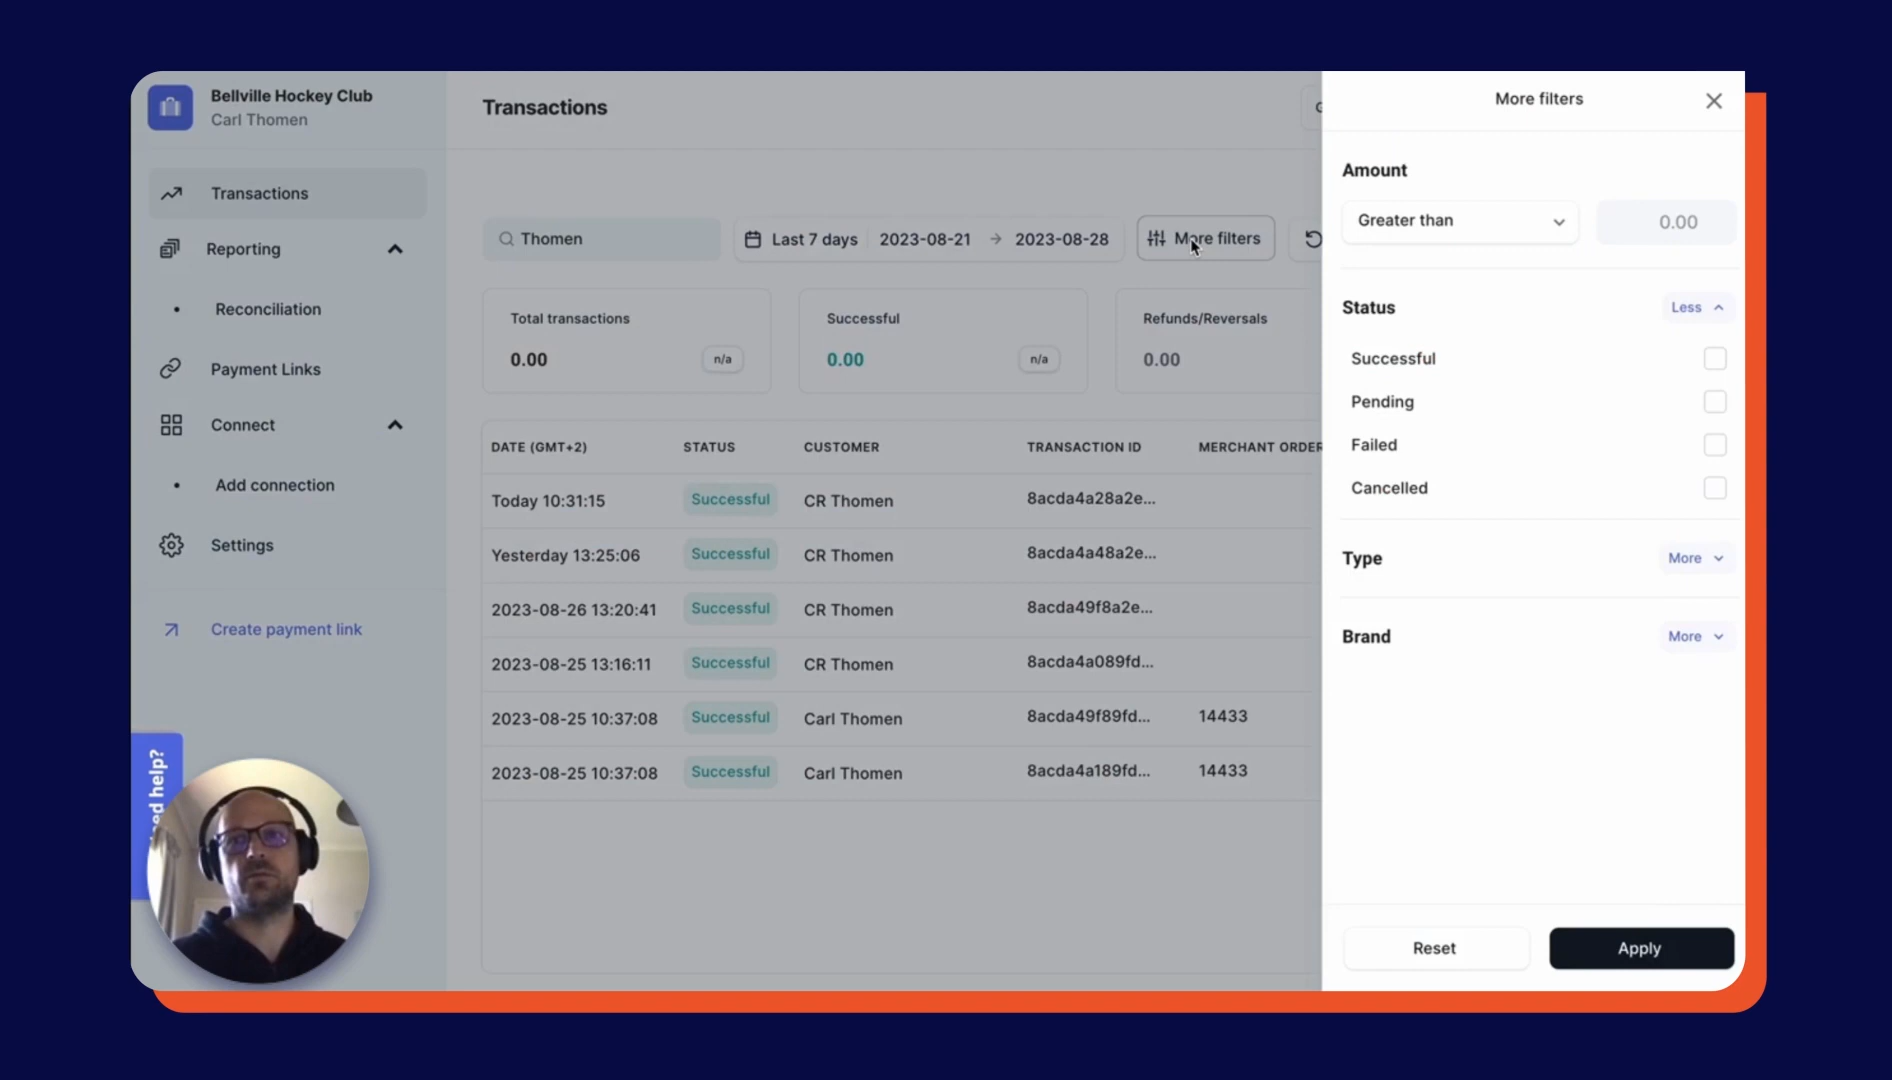 Bellville Hockey Club
Carl Thomen
Transactions
Reporting
Reconciliation
Payment Links
Connect
Add connection
Settings
Create payment link
Transactions
Thomen
Last 7 days 2023-08-21 → 2023-08-28
More filters
Total transactions
0.00 n/a
Successful
0.00 n/a
Refunds/Reversals
0.00
DATE (GMT+2) STATUS CUSTOMER TRANSACTION ID MERCHANT ORDER
Today 10:31:15 Successful CR Thomen 8acda4a28a2e...
Yesterday 13:25:06 Successful CR Thomen 8acda4a48a2e...
2023-08-26 13:20:41 Successful CR Thomen 8acda49f8a2e...
2023-08-25 13:16:11 Successful CR Thomen 8acda4a089fd...
2023-08-25 10:37:08 Successful Carl Thomen 8acda49f89fd... 14433
2023-08-25 10:37:08 Successful Carl Thomen 8acda4a189fd... 14433
More filters
Amount
Greater than 0.00
Status Less
Successful
Pending
Failed
Cancelled
Type More
Brand More
Reset Apply
help?